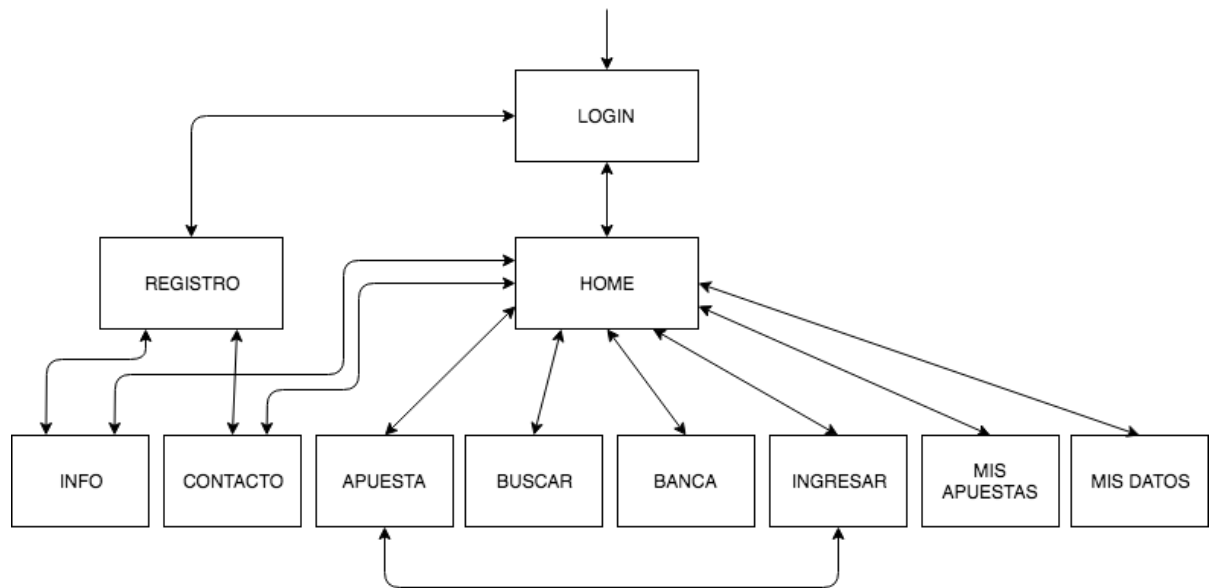 LOGIN
REGISTRO
HOME
INFO
CONTACTO
APUESTA
BUSCAR
BANCA
INGRESAR
MIS
APUESTAS
MIS DATOS